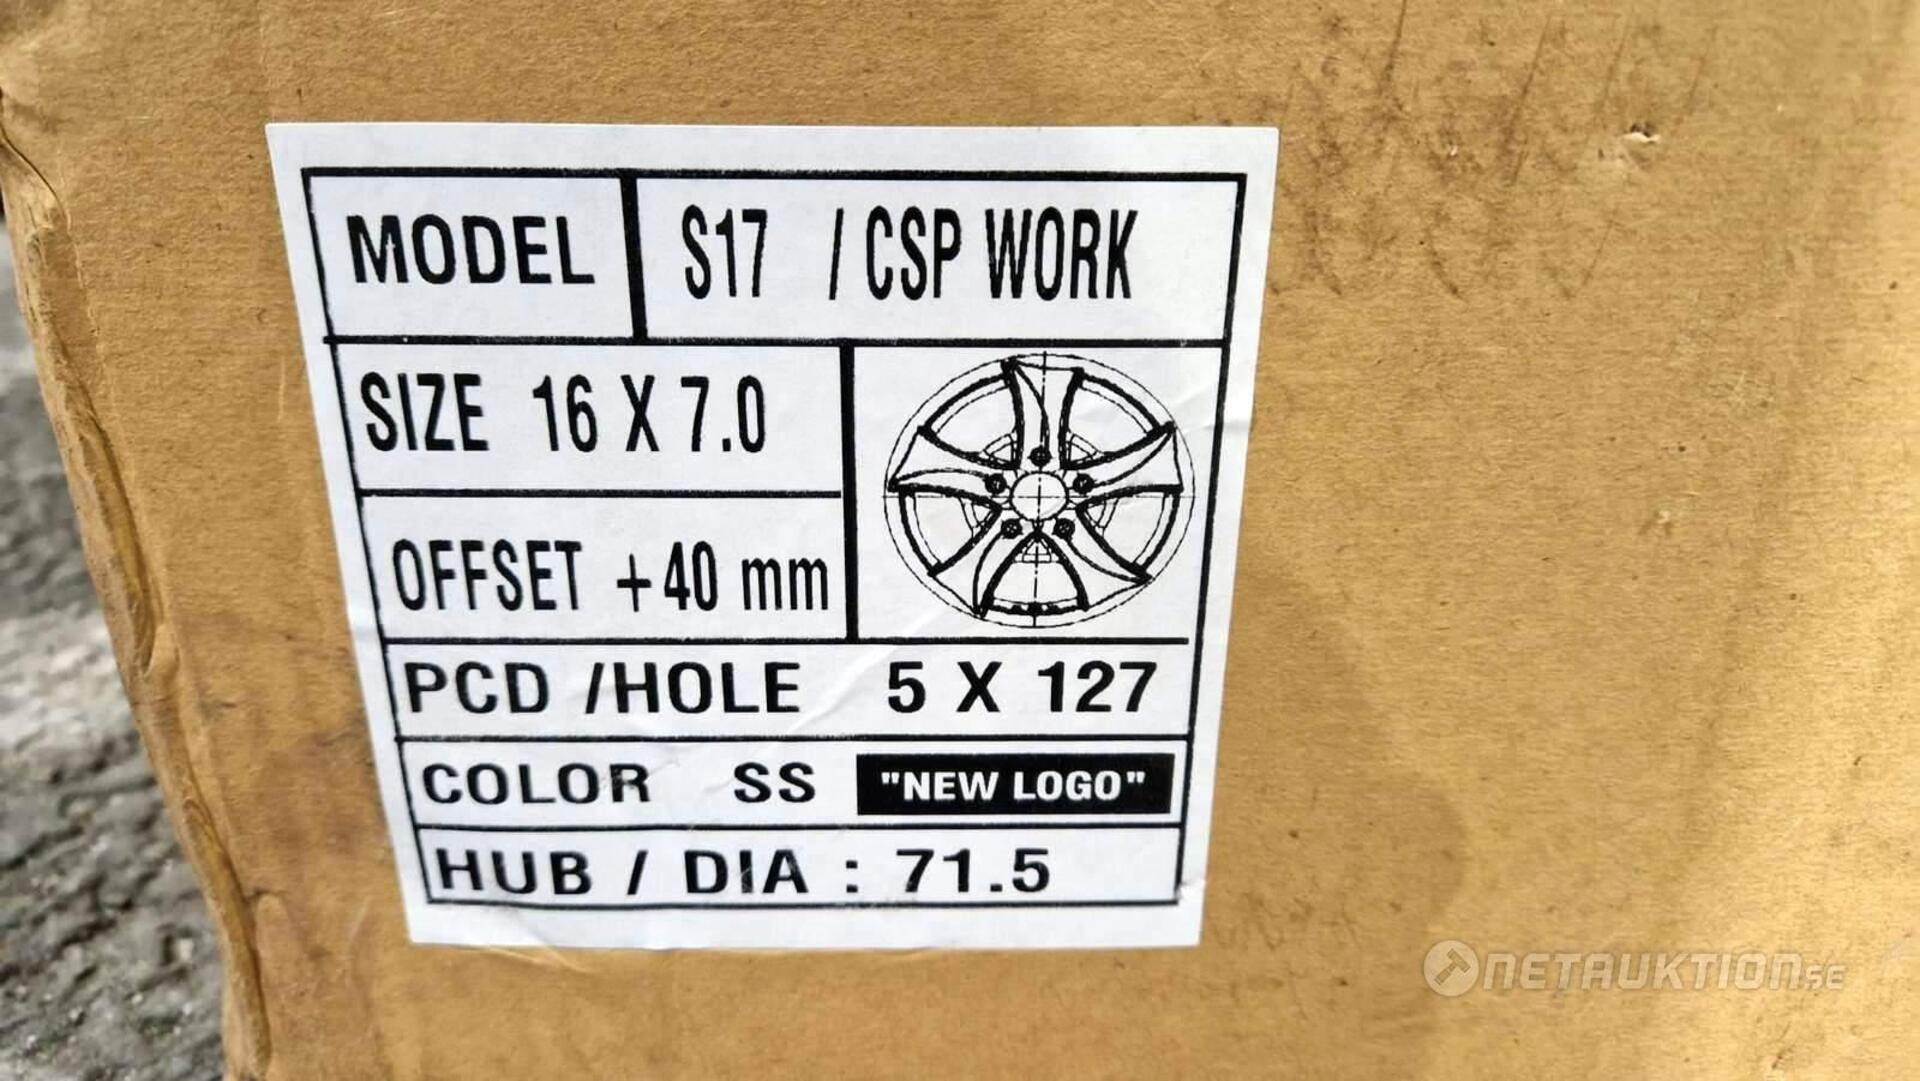 MODEL S17 / CSP WORK
SIZE 16 X 7.0
OFFSET +40 mm
PCD /HOLE 5 X 127
COLOR SS "NEW LOGO"
HUB / DIA : 71.5
NETAUKTION.SE